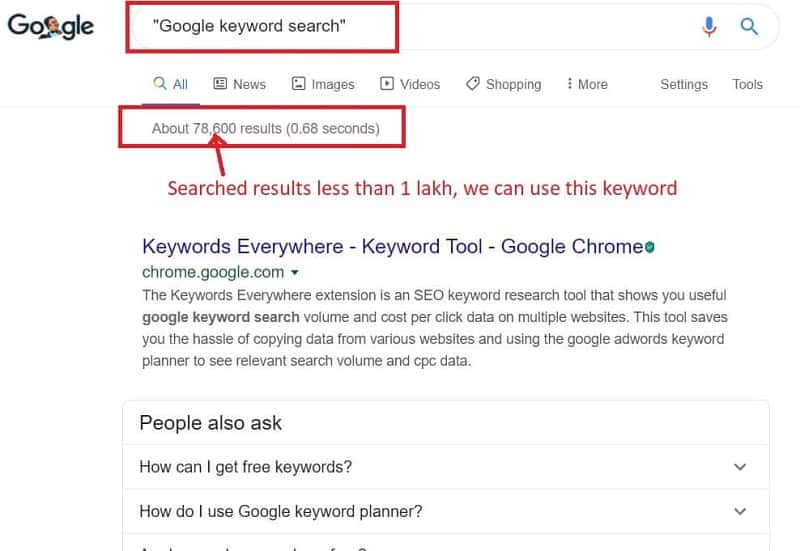 Google
"Google keyword search"
All News Images Videos Shopping More Settings Tools
About 78,600 results (0.68 seconds)
Searched results less than 1 lakh, we can use this keyword
Keywords Everywhere - Keyword Tool - Google Chrome
chrome.google.com
The Keywords Everywhere extension is an SEO keyword research tool that shows you useful
google keyword search volume and cost per click data on multiple websites. This tool saves
you the hassle of copying data from various websites and using the google adwords keyword
planner to see relevant search volume and cpc data.
People also ask
How can I get free keywords?
How do I use Google keyword planner?